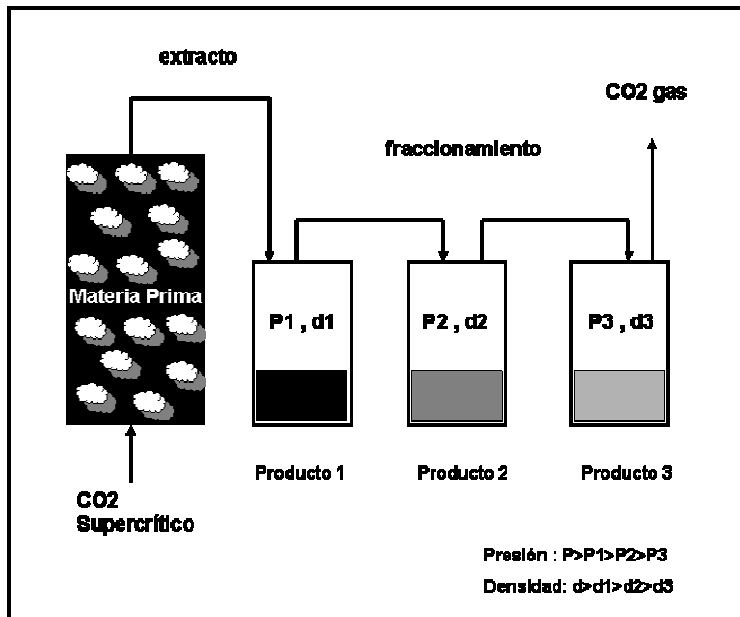 extracto
CO2 gas
fraccionamiento
Materia Prima
P1 , d1
P2 , d2
P3 , d3
Producto 1
Producto 2
Producto 3
CO2
Supercrítico
Presión : P>P1>P2>P3
Densidad: d>d1>d2>d3